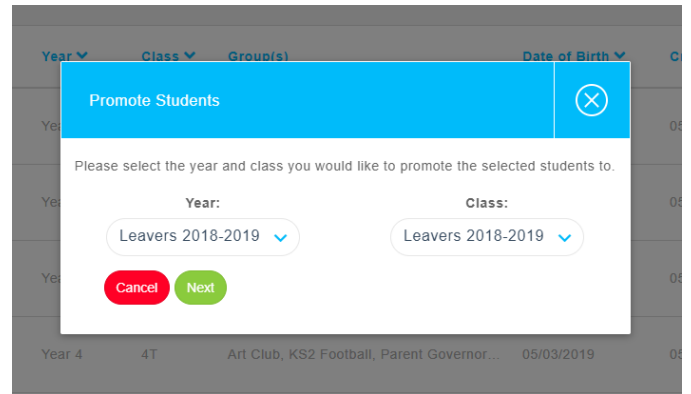 Year Class Group(s) Date of Birth
Promote Students
Please select the year and class you would like to promote the selected students to.
Year: Class:
Leavers 2018-2019 Leavers 2018-2019
Cancel Next
Year 4 4T Art Club, KS2 Football, Parent Governor... 05/03/2019